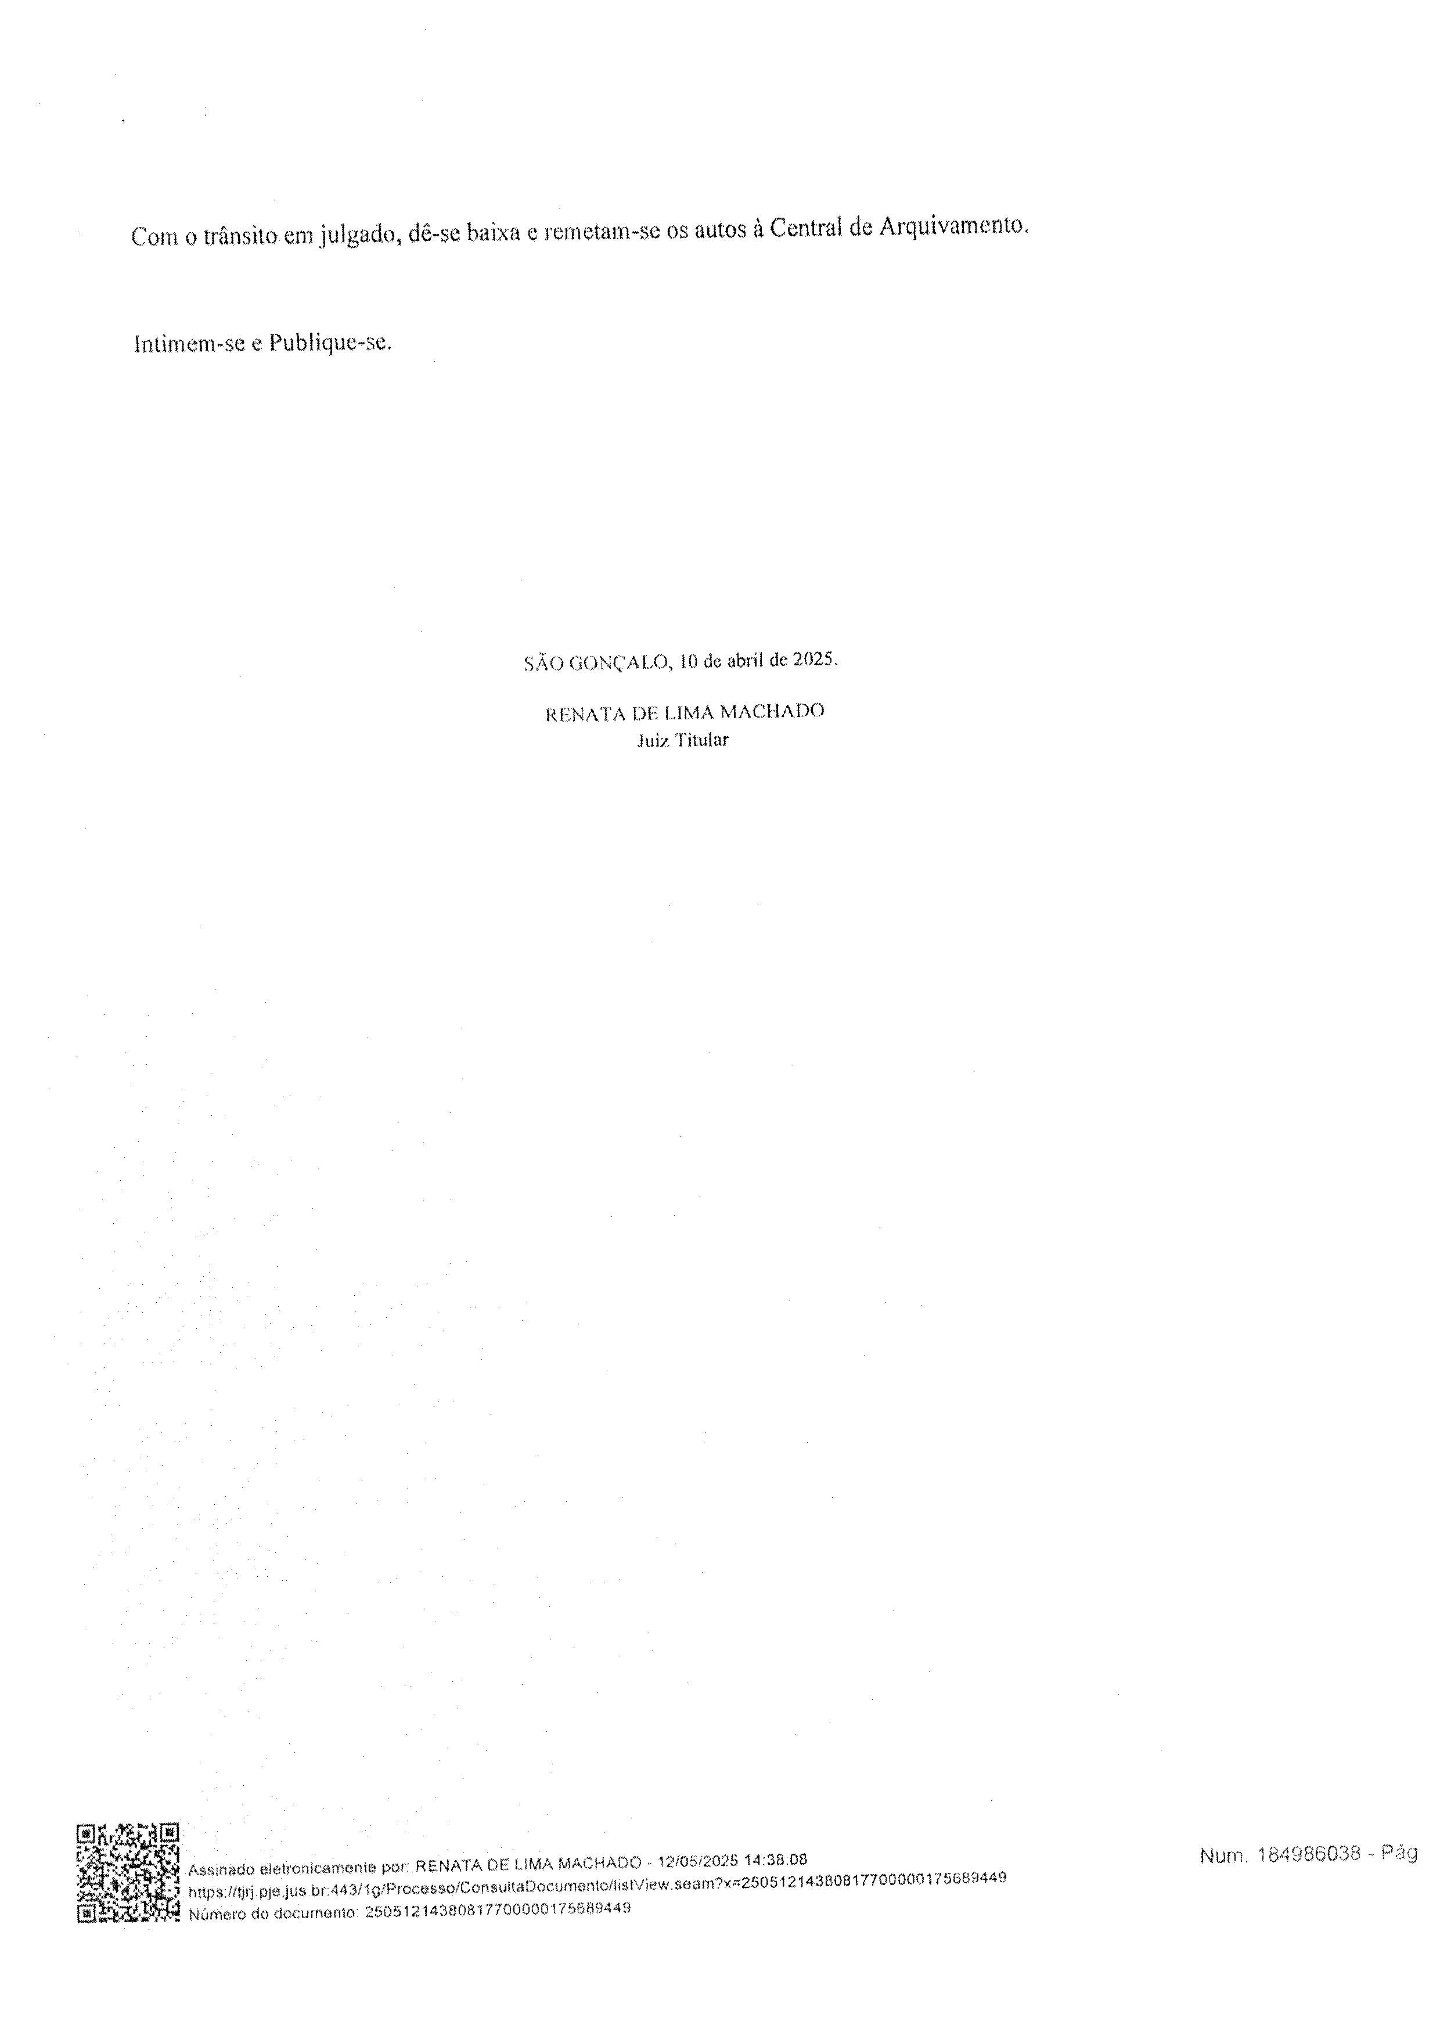 Com o trânsito em julgado, dê-se baixa e remetam-se os autos à Central de Arquivamento.
Intimem-se e Publique-se.
SÃO GONÇALO, 10 de abril de 2025.
RENATA DE LIMA MACHADO
Juiz Titular
Assinado eletronicamente por: RENATA DE LIMA MACHADO - 12/05/2025 14:38:08
https://tjrj.pje.jus.br:443/1g/Processo/ConsultaDocumento/listView.seam?x=25051214380817700000175689449
Número do documento: 25051214380817700000175689449
Num. 184986038 - Pág